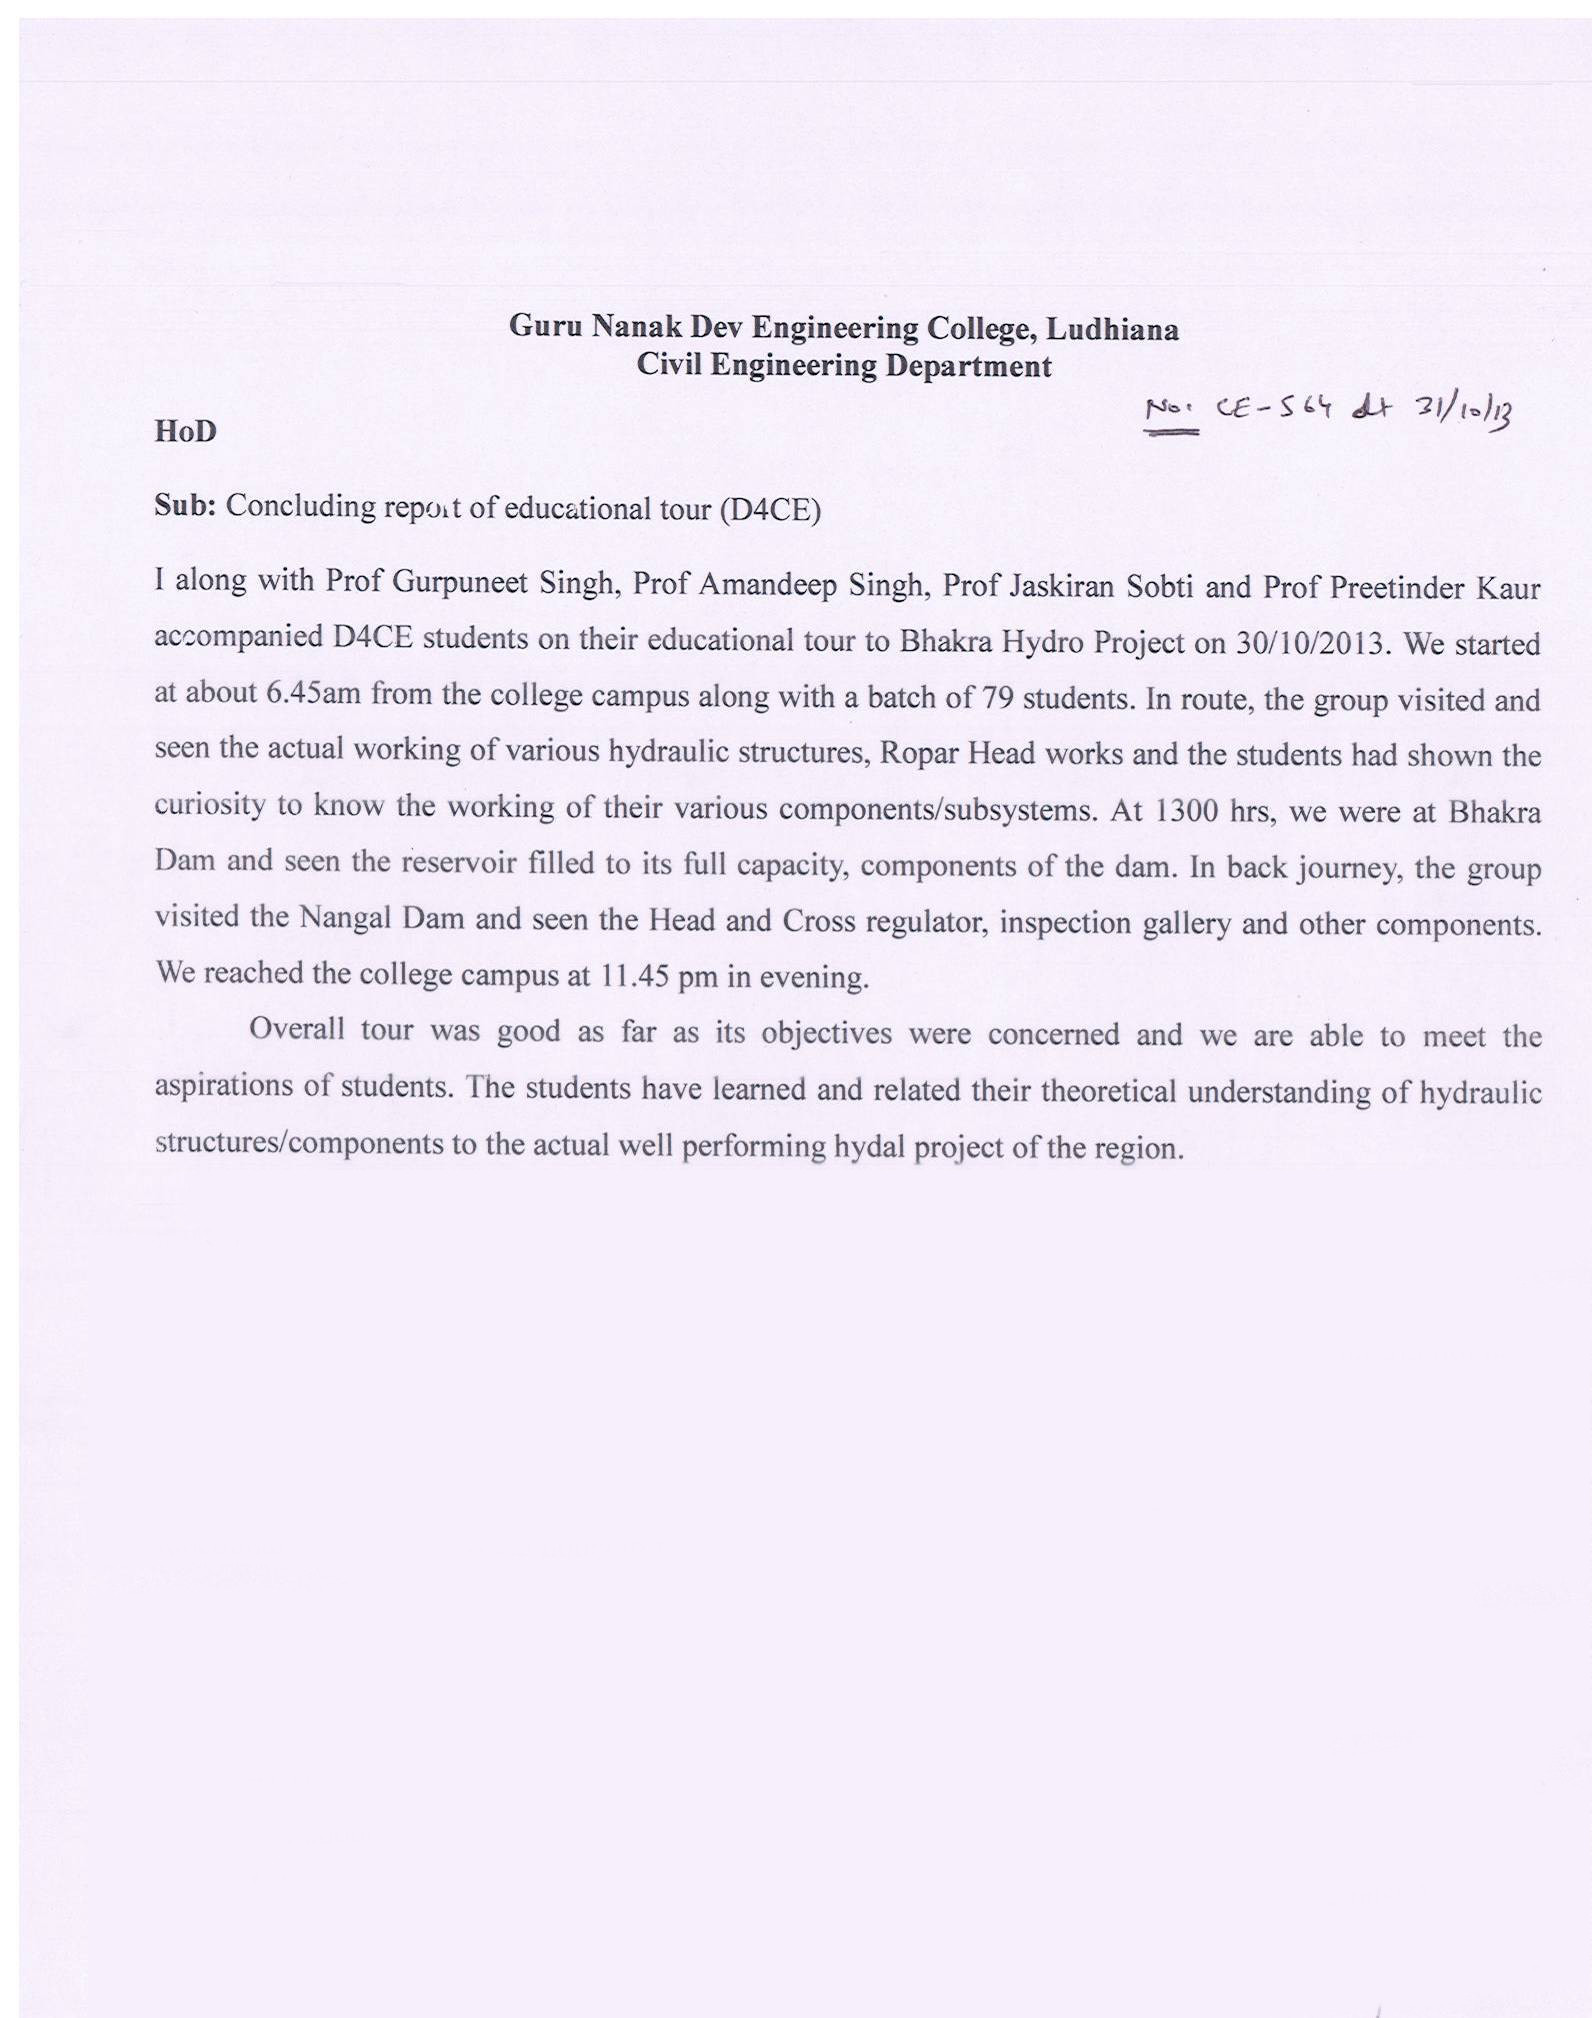 Guru Nanak Dev Engineering College, Ludhiana
Civil Engineering Department
No: CE-564 dt 31/10/13
HoD
Sub: Concluding report of educational tour (D4CE)
I along with Prof Gurpuneet Singh, Prof Amandeep Singh, Prof Jaskiran Sobti and Prof Preetinder Kaur
accompanied D4CE students on their educational tour to Bhakra Hydro Project on 30/10/2013. We started
at about 6.45am from the college campus along with a batch of 79 students. In route, the group visited and
seen the actual working of various hydraulic structures, Ropar Head works and the students had shown the
curiosity to know the working of their various components/subsystems. At 1300 hrs, we were at Bhakra
Dam and seen the reservoir filled to its full capacity, components of the dam. In back journey, the group
visited the Nangal Dam and seen the Head and Cross regulator, inspection gallery and other components.
We reached the college campus at 11.45 pm in evening.
Overall tour was good as far as its objectives were concerned and we are able to meet the
aspirations of students. The students have learned and related their theoretical understanding of hydraulic
structures/components to the actual well performing hydal project of the region.